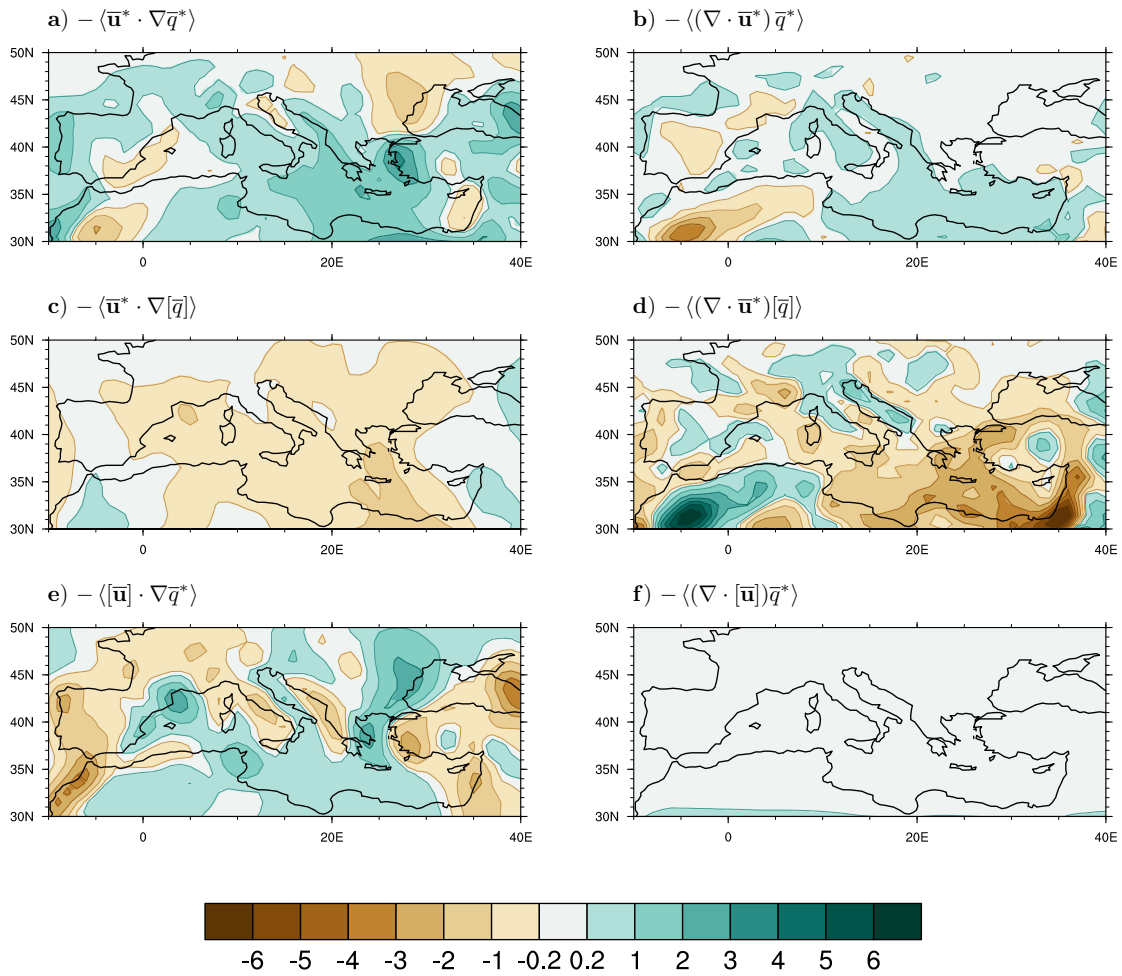 a) −⟨u̅* · ∇q̅*⟩
b) −⟨(∇ · u̅*) q̅*⟩
50N
45N
40N
35N
30N
0 20E 40E
50N
45N
40N
35N
30N
0 20E 40E
c) −⟨u̅* · ∇[q̅]⟩
d) −⟨(∇ · u̅*)[q̅]⟩
50N
45N
40N
35N
30N
0 20E 40E
50N
45N
40N
35N
30N
0 20E 40E
e) −⟨[u̅] · ∇q̅*⟩
f) −⟨(∇ · [u̅])q̅*⟩
50N
45N
40N
35N
30N
0 20E 40E
50N
45N
40N
35N
30N
0 20E 40E
-6 -5 -4 -3 -2 -1 -0.2 0.2 1 2 3 4 5 6